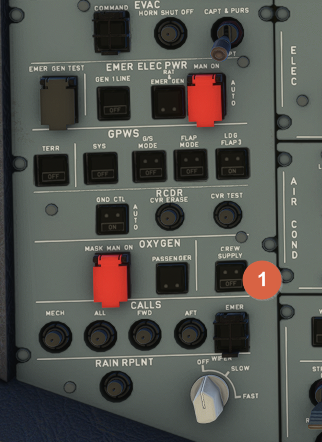 EVAC
COMMAND
HORN SHUT OFF
CAPT & PURS
CAPT
EMER ELEC PWR
EMER GEN TEST
GEN 1 LINE
OFF
RAT
&
EMER GEN
MAN ON
AUTO
GPWS
TERR
OFF
SYS
OFF
G/S
MODE
FLAP
MODE
LDG
FLAP 3
ON
RCDR
GND CTL
ON
AUTO
CVR ERASE
CVR TEST
OXYGEN
MASK MAN ON
PASSENGER
CREW
SUPPLY
OFF
1
CALLS
MECH
ALL
FWD
AFT
EMER
RAIN RPLNT
WIPER
OFF
SLOW
FAST
ELEC
AIR COND